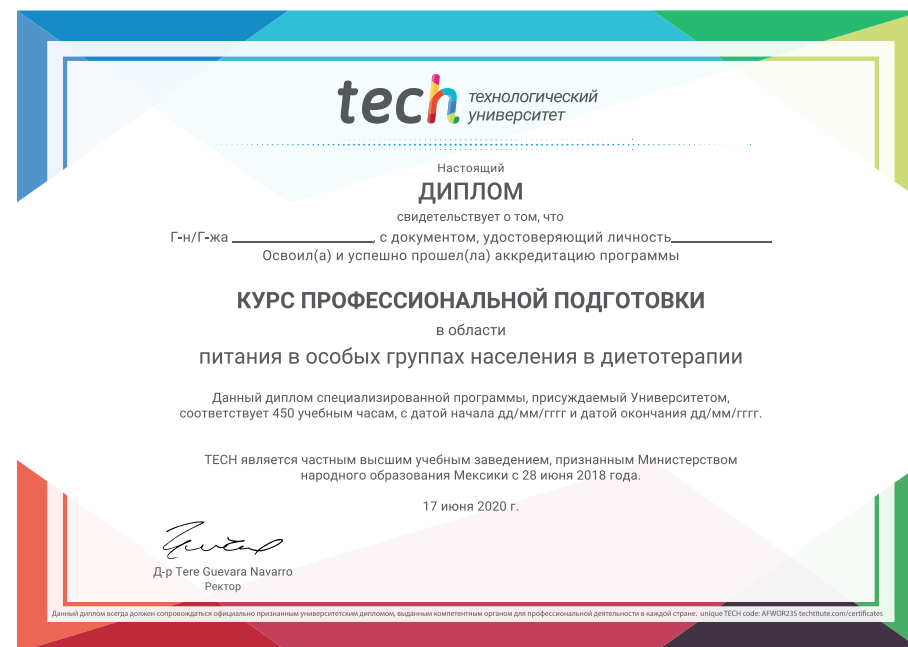 tech технологический
университет
Настоящий
ДИПЛОМ
свидетельствует о том, что
Г-н/Г-жа ____________________, с документом, удостоверяющий личность______________
Освоил(а) и успешно прошел(ла) аккредитацию программы
КУРС ПРОФЕССИОНАЛЬНОЙ ПОДГОТОВКИ
в области
питания в особых группах населения в диетотерапии
Данный диплом специализированной программы, присуждаемый Университетом,
соответствует 450 учебным часам, с датой начала дд/мм/гггг и датой окончания дд/мм/гггг.
TECH является частным высшим учебным заведением, признанным Министерством
народного образования Мексики с 28 июня 2018 года.
17 июня 2020 г.
Д-р Tere Guevara Navarro
Ректор
Данный диплом всегда должен сопровождаться официально признанным университетским дипломом, выданным компетентным органом для профессиональной деятельности в каждой стране. unique TECH code: AFWOR23S techtitute.com/certificates